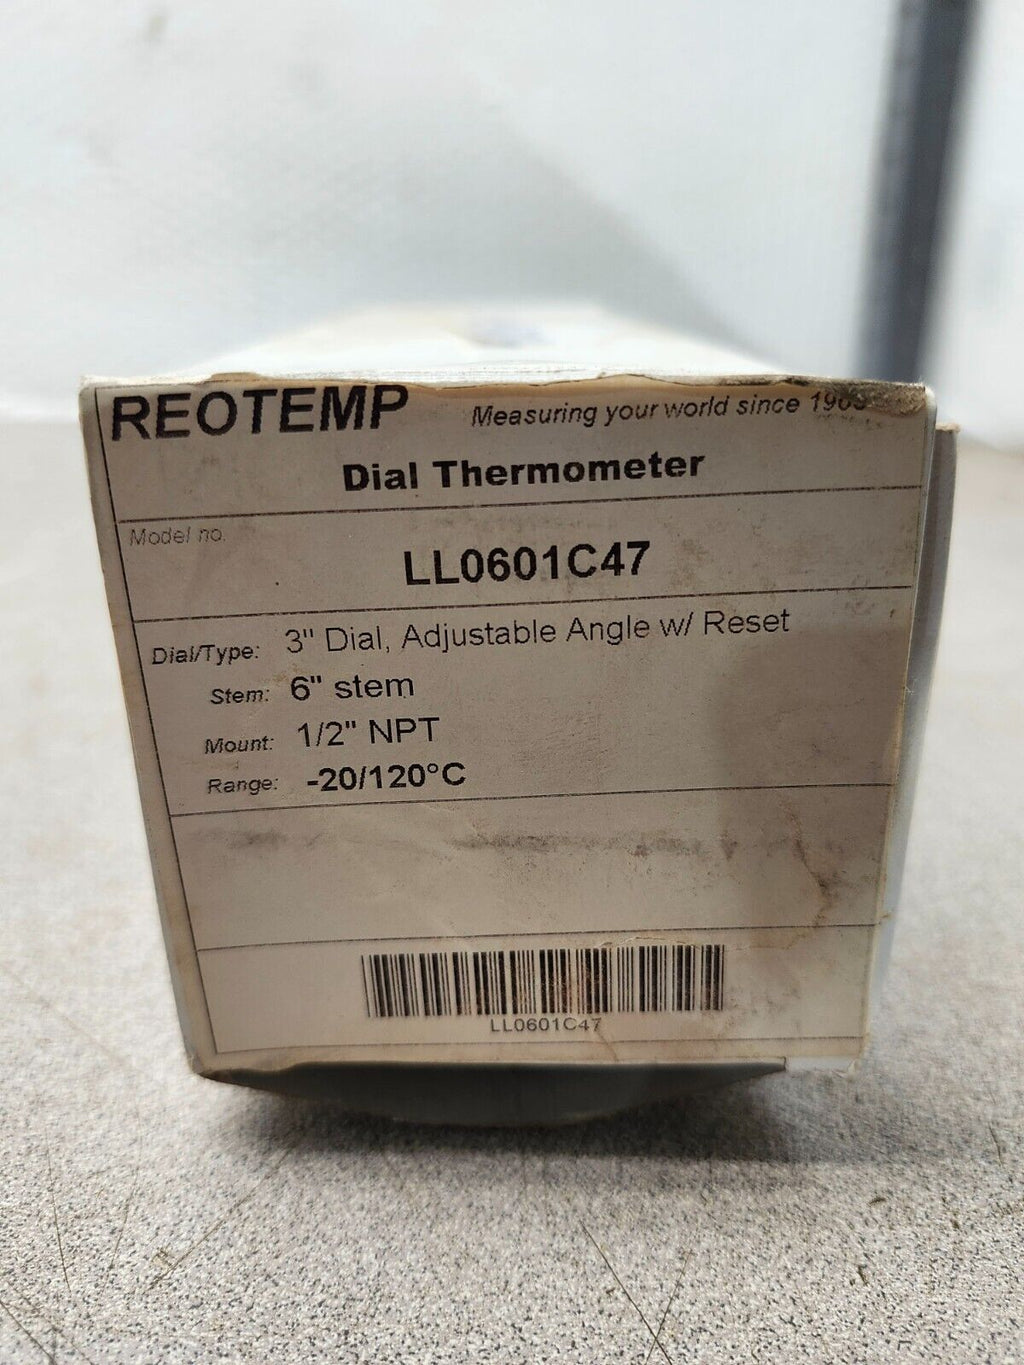 REOTEMP Measuring your world since
Dial Thermometer
Model no.
LL0601C47
Dial/Type: 3" Dial, Adjustable Angle w/ Reset
Stem: 6" stem
Mount: 1/2" NPT
Range: -20/120°C
LL0601C47